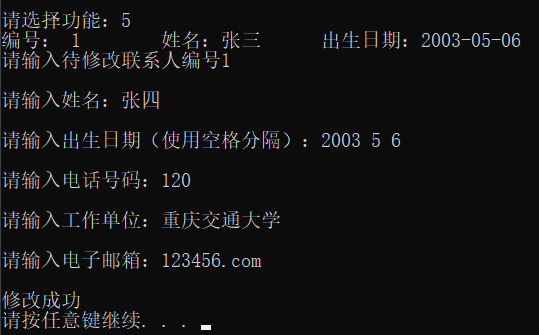 请选择功能：5
编号： 1 姓名：张三 出生日期：2003-05-06
请输入待修改联系人编号1
请输入姓名：张四
请输入出生日期（使用空格分隔）：2003 5 6
请输入电话号码：120
请输入工作单位：重庆交通大学
请输入电子邮箱：123456.com
修改成功
请按任意键继续. . .